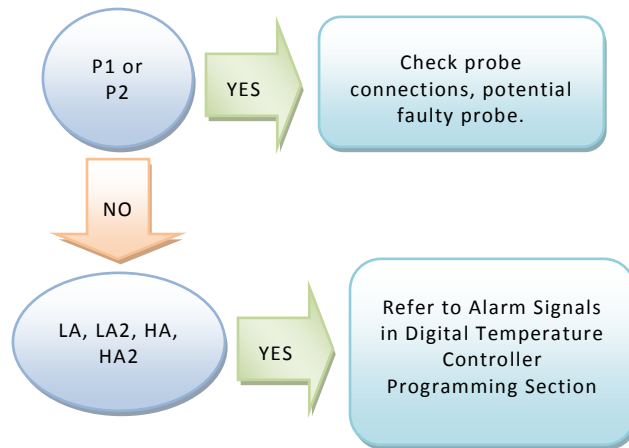 P1 or
P2
YES
Check probe
connections, potential
faulty probe.
NO
LA, LA2, HA,
HA2
YES
Refer to Alarm Signals
in Digital Temperature
Controller
Programming Section